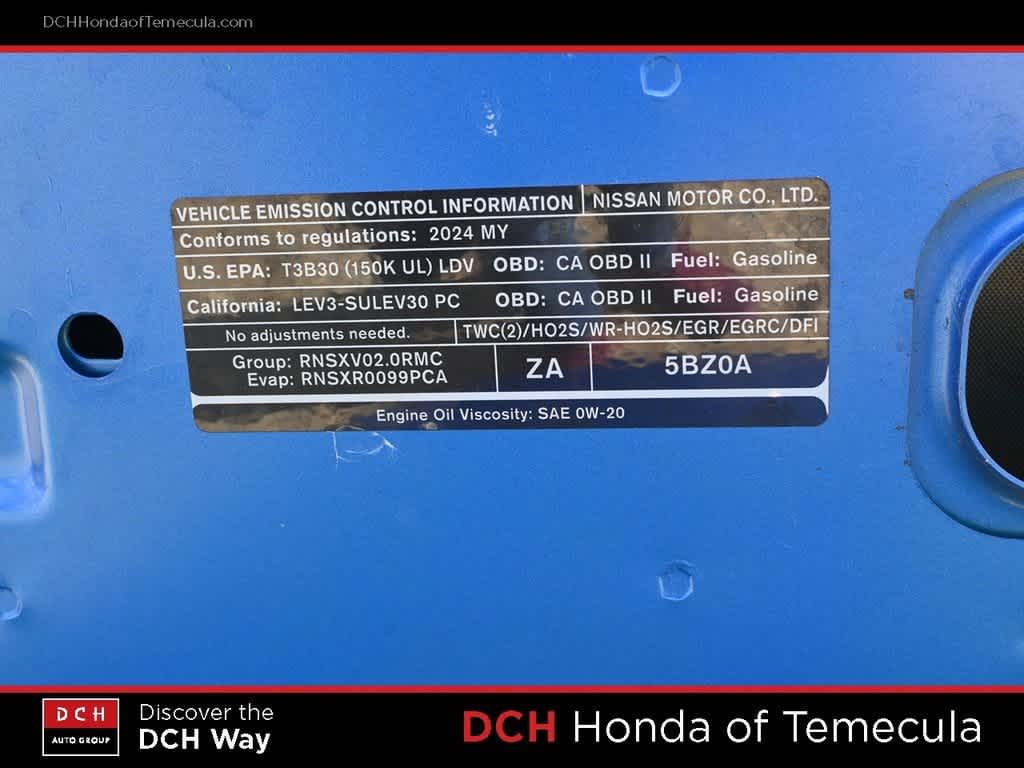 DCHHondaofTemecula.com
VEHICLE EMISSION CONTROL INFORMATION NISSAN MOTOR CO., LTD.
Conforms to regulations: 2024 MY
U.S. EPA: T3B30 (150K UL) LDV OBD: CA OBD II Fuel: Gasoline
California: LEV3-SULEV30 PC OBD: CA OBD II Fuel: Gasoline
No adjustments needed. TWC(2)/HO2S/WR-HO2S/EGR/EGRC/DFI
Group: RNSXV02.0RMC
Evap: RNSXR0099PCA
ZA
5BZ0A
Engine Oil Viscosity: SAE 0W-20
DCH
AUTO GROUP
Discover the
DCH Way
DCH Honda of Temecula